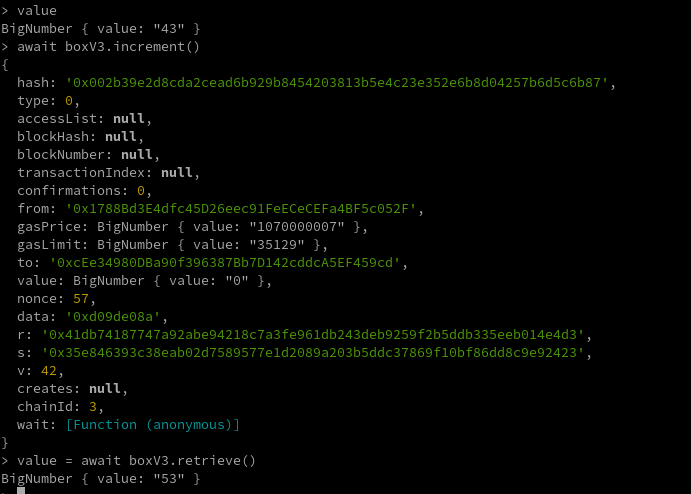 > value
BigNumber { value: "43" }
> await boxV3.increment()
{
  hash: '0x002b39e2d8cda2cead6b929b8454203813b5e4c23e352e6b8d04257b6d5c6b87',
  type: 0,
  accessList: null,
  blockHash: null,
  blockNumber: null,
  transactionIndex: null,
  confirmations: 0,
  from: '0x1788Bd3E4dfc45D26eec91FeECeCEFa4BF5c052F',
  gasPrice: BigNumber { value: "1070000007" },
  gasLimit: BigNumber { value: "35129" },
  to: '0xcEe34980DBa90f396387Bb7D142cddcA5EF459cd',
  value: BigNumber { value: "0" },
  nonce: 57,
  data: '0xd09de08a',
  r: '0x41db74187747a92abe94218c7a3fe961db243deb9259f2b5ddb335eeb014e4d3',
  s: '0x35e846393c38eab02d7589577e1d2089a203b5ddc37869f10bf86dd8c9e92423',
  v: 42,
  creates: null,
  chainId: 3,
  wait: [Function (anonymous)]
}
> value = await boxV3.retrieve()
BigNumber { value: "53" }
>